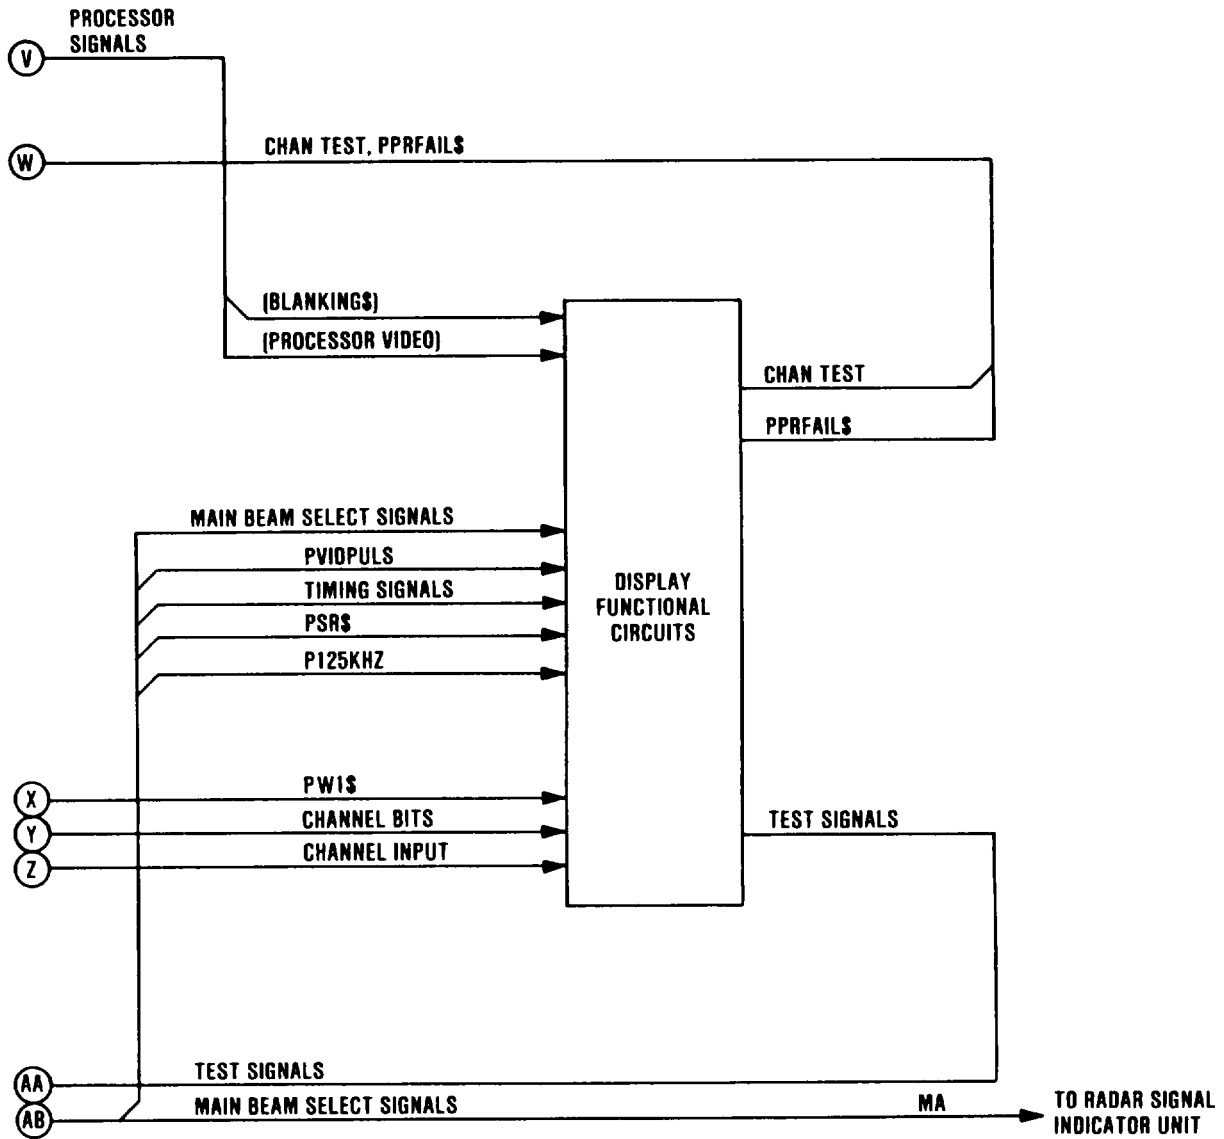 PROCESSOR
SIGNALS
V
W
CHAN TEST, PPRFAIL$
(BLANKING$)
(PROCESSOR VIDEO)
CHAN TEST
PPRFAIL$
MAIN BEAM SELECT SIGNALS
PVIDPULS
TIMING SIGNALS
PSR$
P125KHZ
DISPLAY
FUNCTIONAL
CIRCUITS
X
PW1$
Y
CHANNEL BITS
Z
CHANNEL INPUT
TEST SIGNALS
AA
TEST SIGNALS
AB
MAIN BEAM SELECT SIGNALS
MA
TO RADAR SIGNAL
INDICATOR UNIT